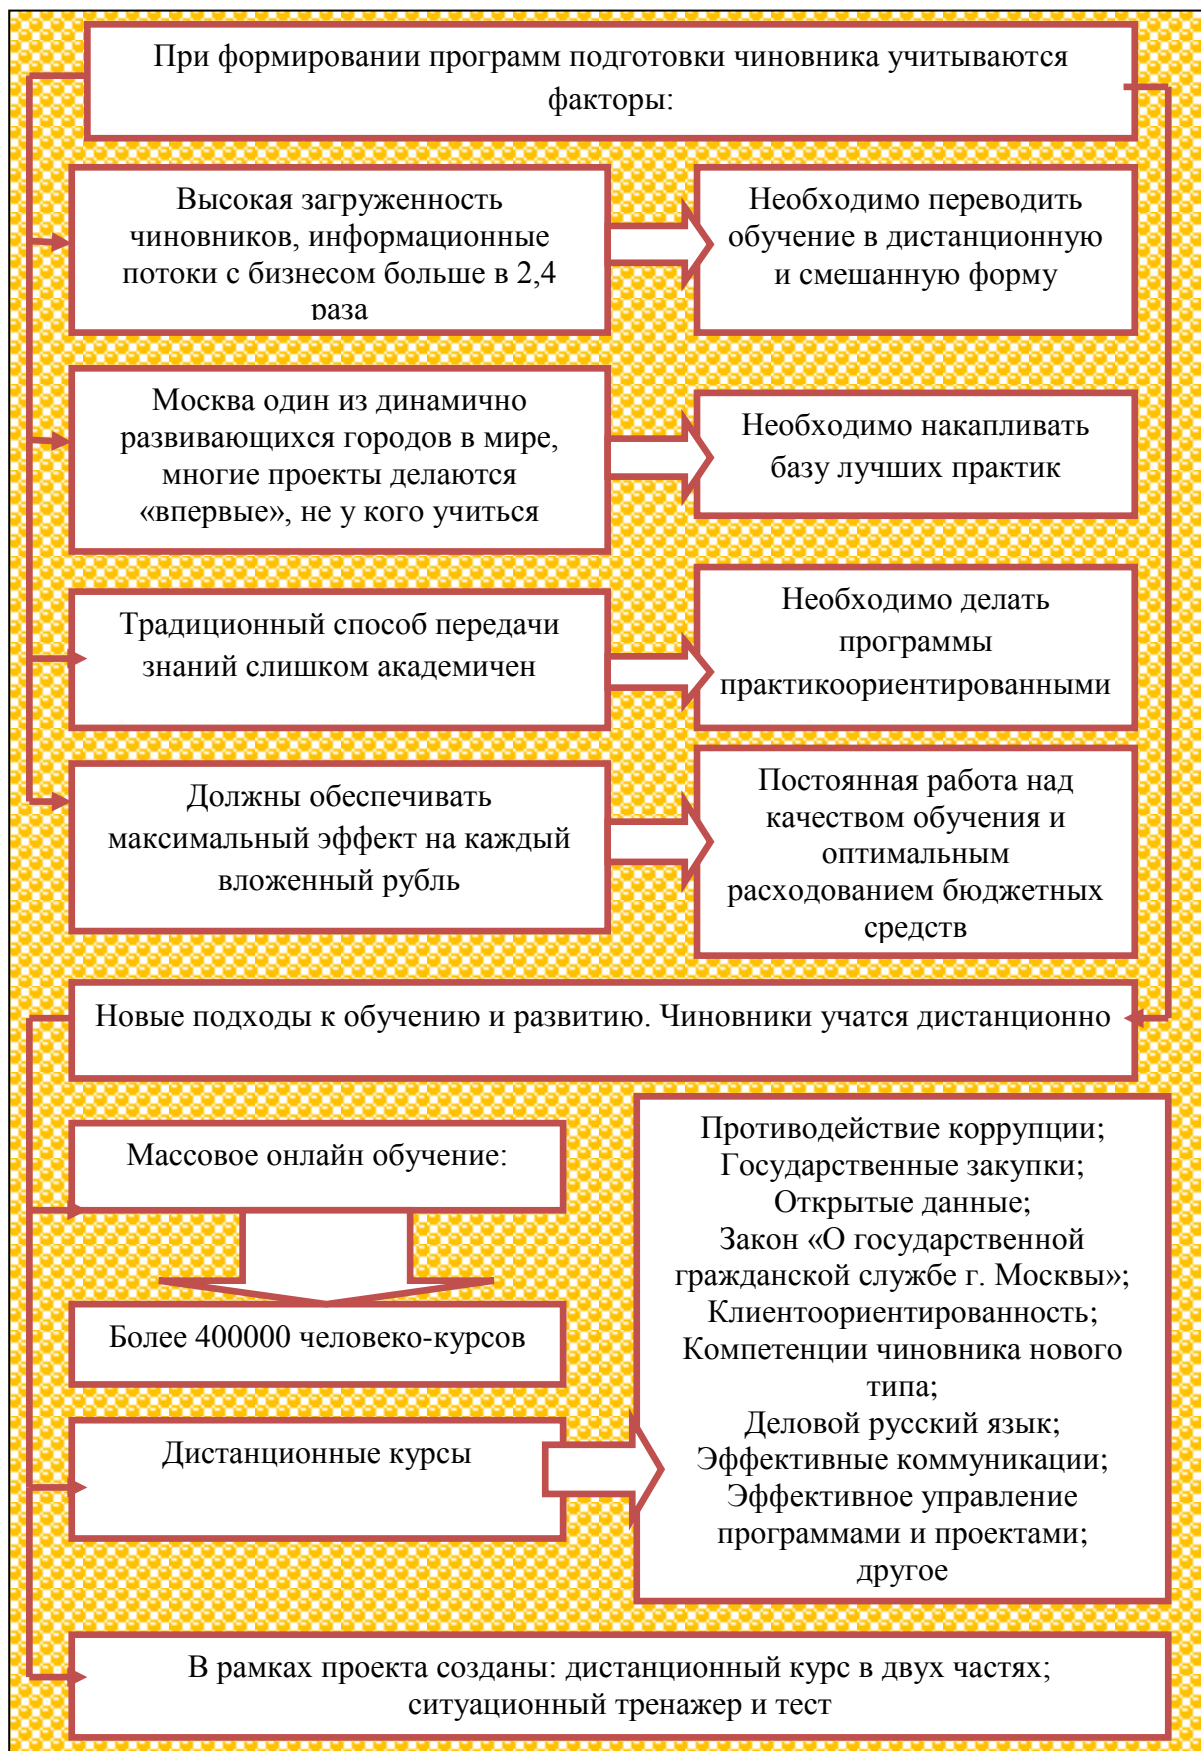 При формировании программ подготовки чиновника учитываются
факторы:
Высокая загруженность
чиновников, информационные
потоки с бизнесом больше в 2,4
раза
Необходимо переводить
обучение в дистанционную
и смешанную форму
Москва один из динамично
развивающихся городов в мире,
многие проекты делаются
«впервые», не у кого учиться
Необходимо накапливать
базу лучших практик
Традиционный способ передачи
знаний слишком академичен
Необходимо делать
программы
практикоориентированными
Должны обеспечивать
максимальный эффект на каждый
вложенный рубль
Постоянная работа над
качеством обучения и
оптимальным
расходованием бюджетных
средств
Новые подходы к обучению и развитию. Чиновники учатся дистанционно
Массовое онлайн обучение:
Более 400000 человеко-курсов
Дистанционные курсы
Противодействие коррупции;
Государственные закупки;
Открытые данные;
Закон «О государственной
гражданской службе г. Москвы»;
Клиентоориентированность;
Компетенции чиновника нового
типа;
Деловой русский язык;
Эффективные коммуникации;
Эффективное управление
программами и проектами;
другое
В рамках проекта созданы: дистанционный курс в двух частях;
ситуационный тренажер и тест